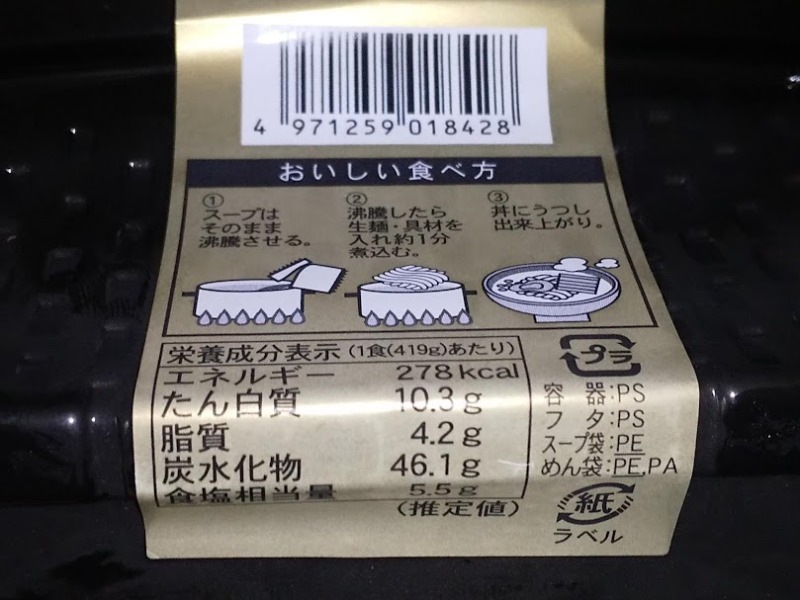 4 971259 018428
おいしい食べ方
①
スープは
そのまま
沸騰させる。
②
沸騰したら
生麺・具材を
入れ約1分
煮込む。
③
丼にうつし
出来上がり。
栄養成分表示(1食(419g)あたり)
エネルギー 278kcal
たん白質 10.3g
脂質 4.2g
炭水化物 46.1g
食塩相当量 5.5g
(推定値)
プラ
容 器:PS
フ タ:PS
スープ袋:PE
めん袋:PE,PA
紙
ラベル